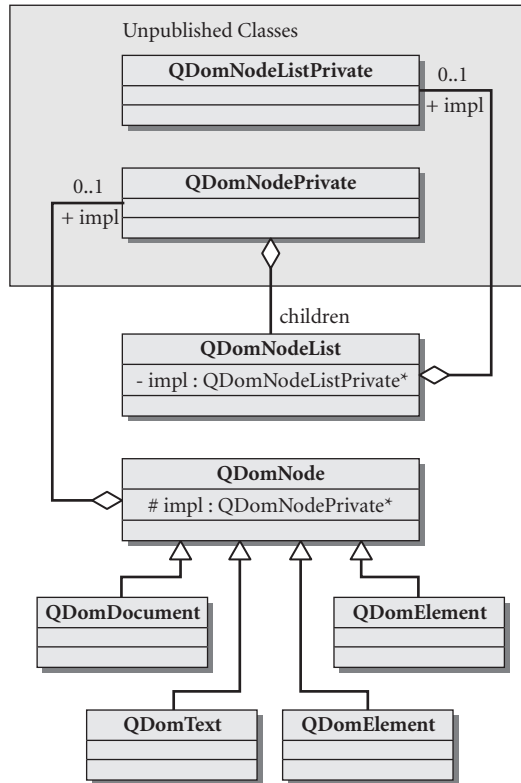 Unpublished Classes
QDomNodeListPrivate
0..1
+ impl
QDomNodePrivate
0..1
+ impl
children
QDomNodeList
- impl : QDomNodeListPrivate*
QDomNode
# impl : QDomNodePrivate*
QDomDocument
QDomElement
QDomText
QDomElement